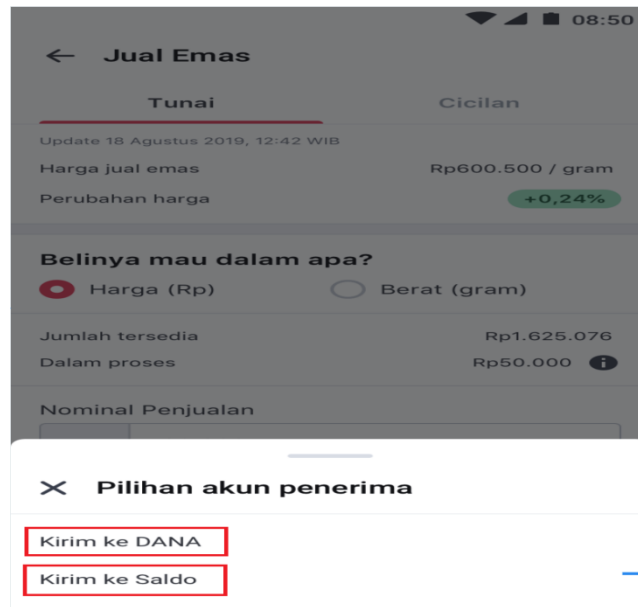 08:50
Jual Emas
Tunai Cicilan
Update 18 Agustus 2019, 12:42 WIB
Harga jual emas Rp600.500 / gram
Perubahan harga +0,24%
Belinya mau dalam apa?
Harga (Rp) Berat (gram)
Jumlah tersedia Rp1.625.076
Dalam proses Rp50.000
Nominal Penjualan
Pilihan akun penerima
Kirim ke DANA
Kirim ke Saldo